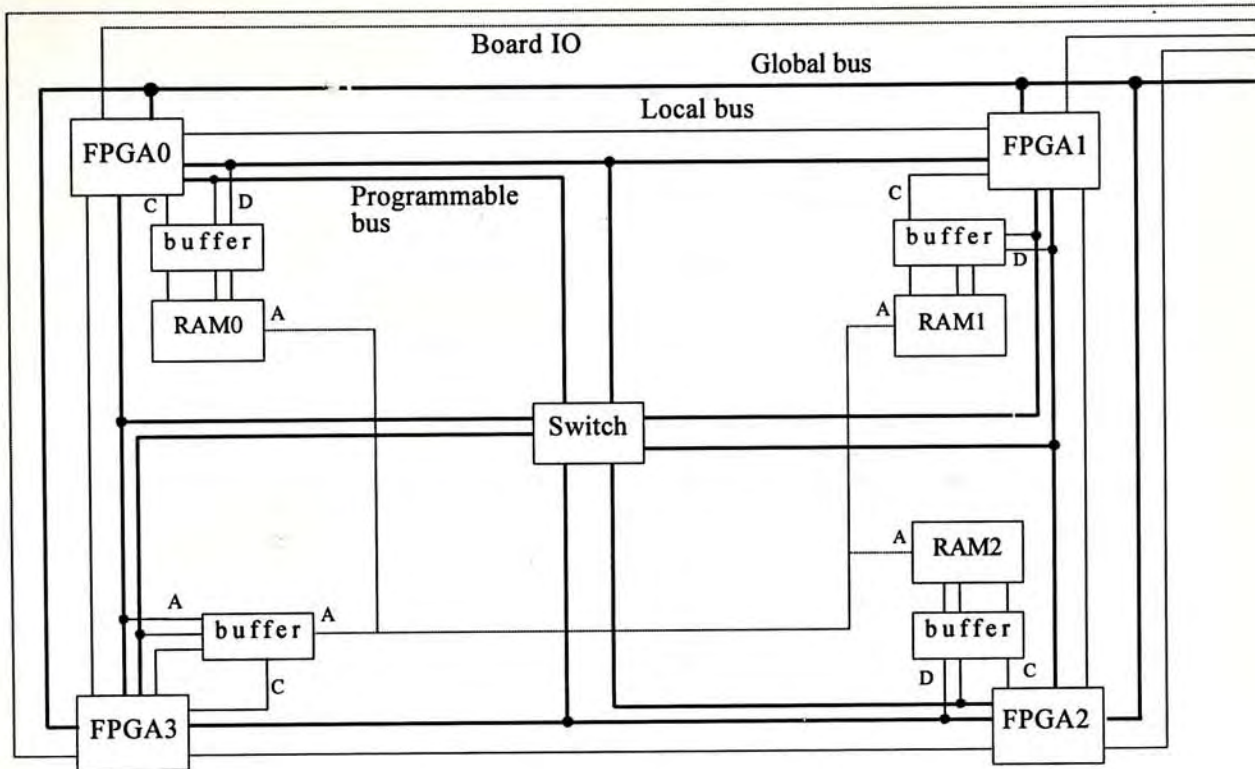 Board IO
Global bus
Local bus
FPGA0
FPGA1
Programmable
bus
C
D
C
buffer
buffer
D
RAM0
A
A
RAM1
Switch
A
RAM2
A
A
buffer
buffer
C
D
C
FPGA3
FPGA2